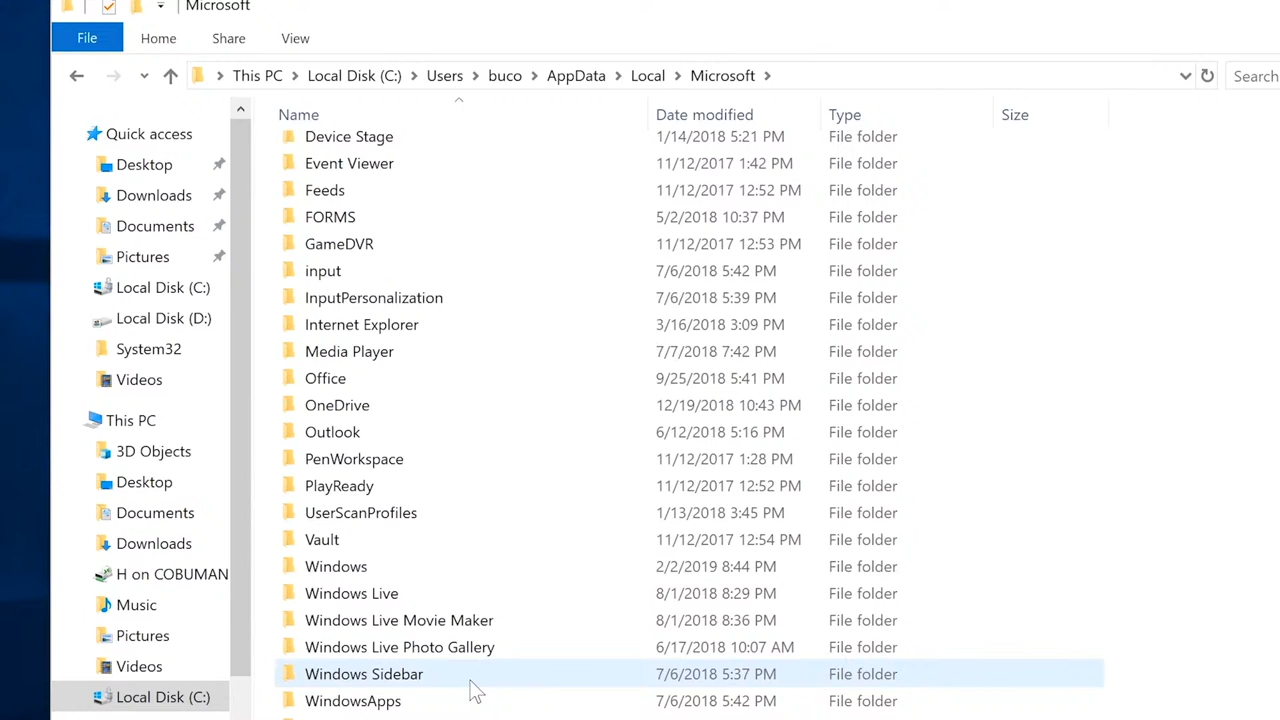 Microsoft
File Home Share View
This PC Local Disk (C:) Users buco AppData Local Microsoft Search
Name Date modified Type Size
Quick access
Desktop
Downloads
Documents
Pictures
Local Disk (C:)
Local Disk (D:)
System32
Videos
This PC
3D Objects
Desktop
Documents
Downloads
H on COBUMAN
Music
Pictures
Videos
Local Disk (C:)
Device Stage 1/14/2018 5:21 PM File folder
Event Viewer 11/12/2017 1:42 PM File folder
Feeds 11/12/2017 12:52 PM File folder
FORMS 5/2/2018 10:37 PM File folder
GameDVR 11/12/2017 12:53 PM File folder
input 7/6/2018 5:42 PM File folder
InputPersonalization 7/6/2018 5:39 PM File folder
Internet Explorer 3/16/2018 3:09 PM File folder
Media Player 7/7/2018 7:42 PM File folder
Office 9/25/2018 5:41 PM File folder
OneDrive 12/19/2018 10:43 PM File folder
Outlook 6/12/2018 5:16 PM File folder
PenWorkspace 11/12/2017 1:28 PM File folder
PlayReady 11/12/2017 12:52 PM File folder
UserScanProfiles 1/13/2018 3:45 PM File folder
Vault 11/12/2017 12:54 PM File folder
Windows 2/2/2019 8:44 PM File folder
Windows Live 8/1/2018 8:29 PM File folder
Windows Live Movie Maker 8/1/2018 8:36 PM File folder
Windows Live Photo Gallery 6/17/2018 10:07 AM File folder
Windows Sidebar 7/6/2018 5:37 PM File folder
WindowsApps 7/6/2018 5:42 PM File folder